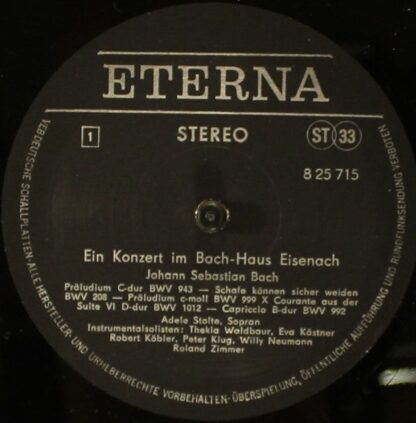 ETERNA
1 STEREO ST 33
8 25 715
Ein Konzert im Bach-Haus Eisenach
Johann Sebastian Bach
Präludium C-dur BWV 943 — Schafe können sicher weiden
BWV 208 — Präludium c-moll BWV 999 X Courante aus der
Suite VI D-dur BWV 1012 — Capriccio B-dur BWV 992
Adele Stolte, Sopran
Instrumentalsolisten: Thekla Waldbaur, Eva Kästner
Robert Köbler, Peter Klug, Willy Neumann
Roland Zimmer
VEB DEUTSCHE SCHALLPLATTEN · ALLE HERSTELLER- UND URHEBERRECHTE VORBEHALTEN · ÜBERSPIELUNG, ÖFFENTLICHE AUFFÜHRUNG UND RUNDFUNKSENDUNG VERBOTEN